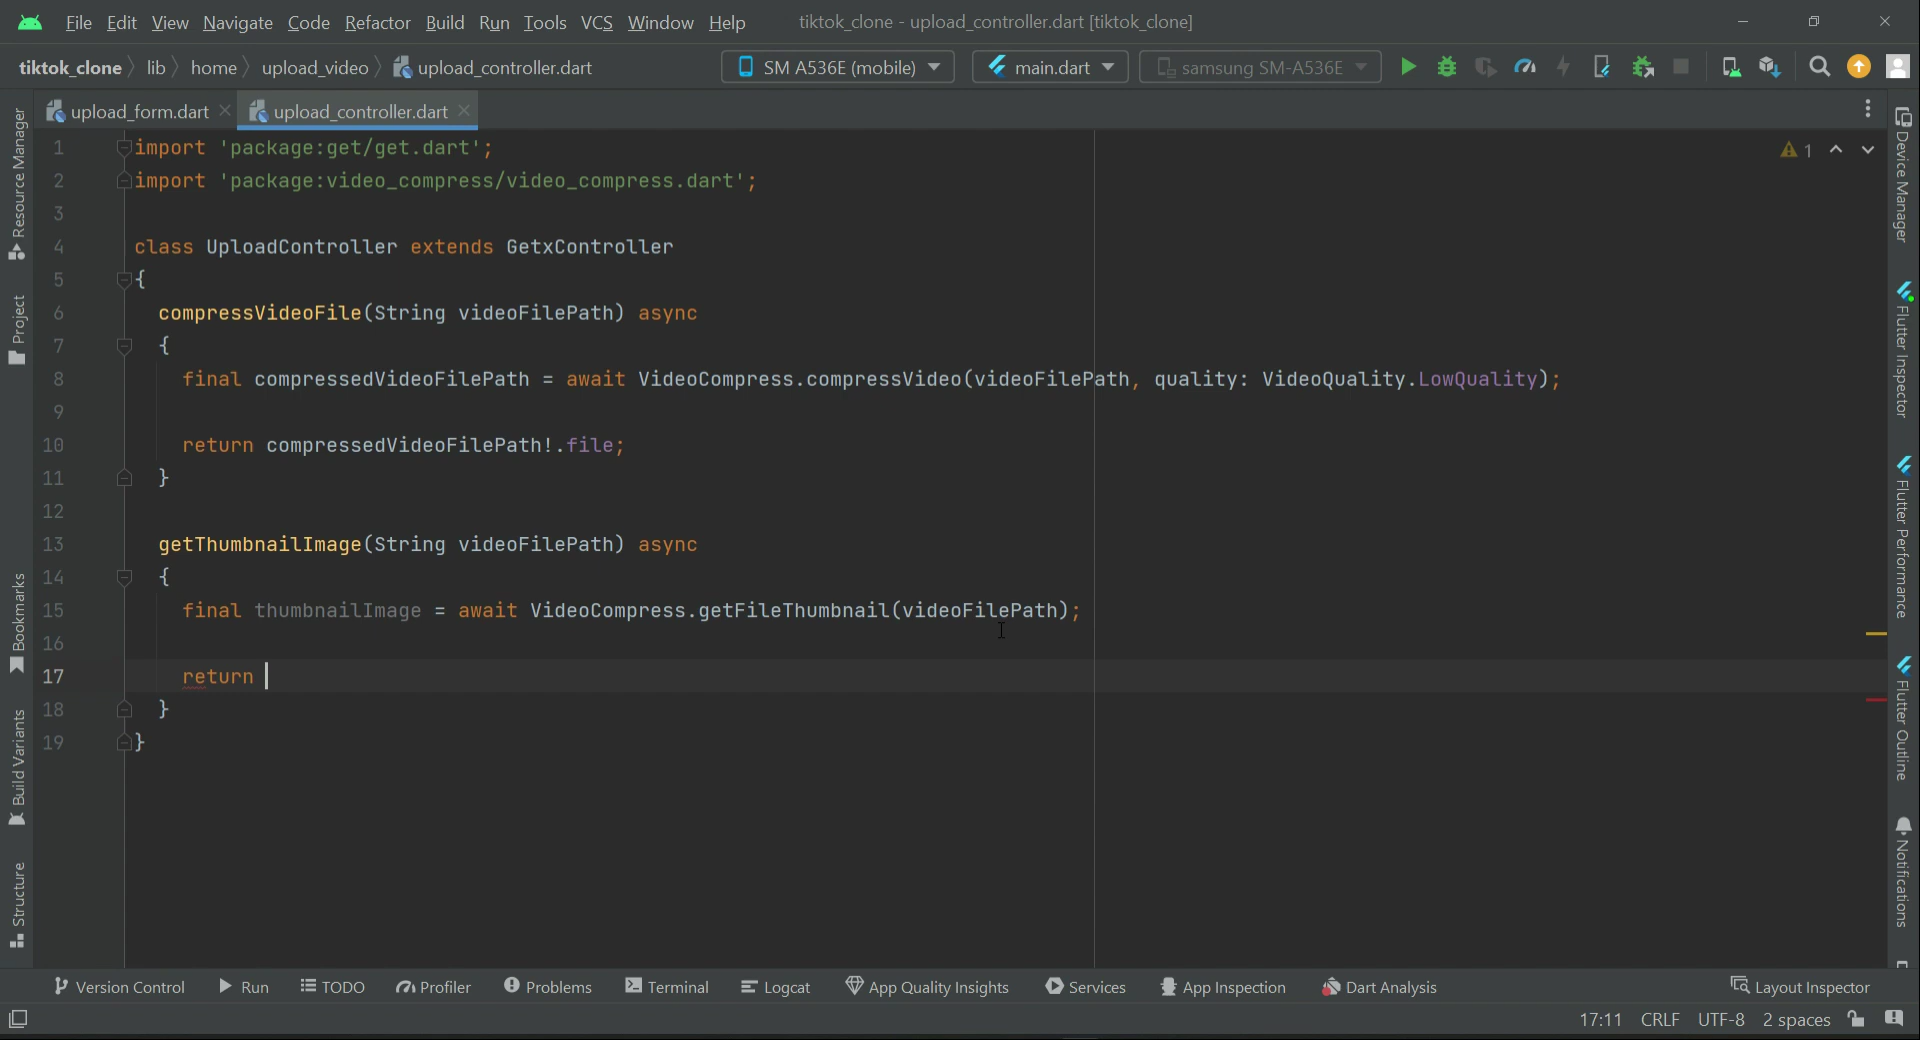 File Edit View Navigate Code Refactor Build Run Tools VCS Window Help tiktok_clone - upload_controller.dart [tiktok_clone]
tiktok_clone lib home upload_video upload_controller.dart SM A536E (mobile) main.dart samsung SM-A536E
upload_form.dart upload_controller.dart
1 import 'package:get/get.dart';
2 import 'package:video_compress/video_compress.dart';
3
4 class UploadController extends GetxController
5 {
6 compressVideoFile(String videoFilePath) async
7 {
8 final compressedVideoFilePath = await VideoCompress.compressVideo(videoFilePath, quality: VideoQuality.LowQuality);
9
10 return compressedVideoFilePath!.file;
11 }
12
13 getThumbnailImage(String videoFilePath) async
14 {
15 final thumbnailImage = await VideoCompress.getFileThumbnail(videoFilePath);
16
17 return
18 }
19 }
1
Resource Manager
Project
Bookmarks
Build Variants
Structure
Device Manager
Flutter Inspector
Flutter Performance
Flutter Outline
Notifications
Version Control Run TODO Profiler Problems Terminal Logcat App Quality Insights Services App Inspection Dart Analysis Layout Inspector
17:11 CRLF UTF-8 2 spaces